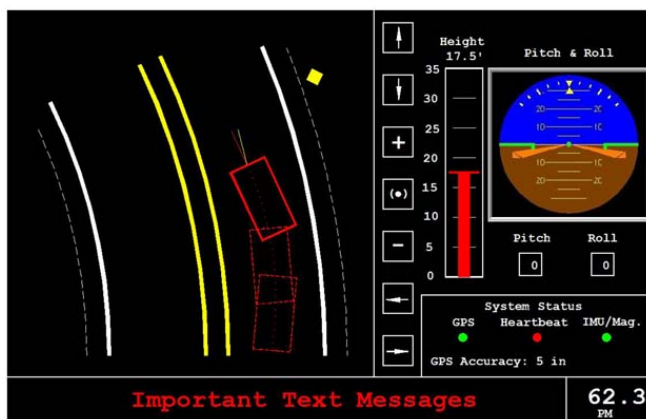 Height
17.5'
Pitch & Roll
35
30
25
20
15
10
5
0
20
20
10
10
10
10
20
20
+
(•)
-
Pitch
Roll
0
0
System Status
GPS
Heartbeat
IMU/Mag.
GPS Accuracy: 5 in
Important Text Messages
62.3
PM